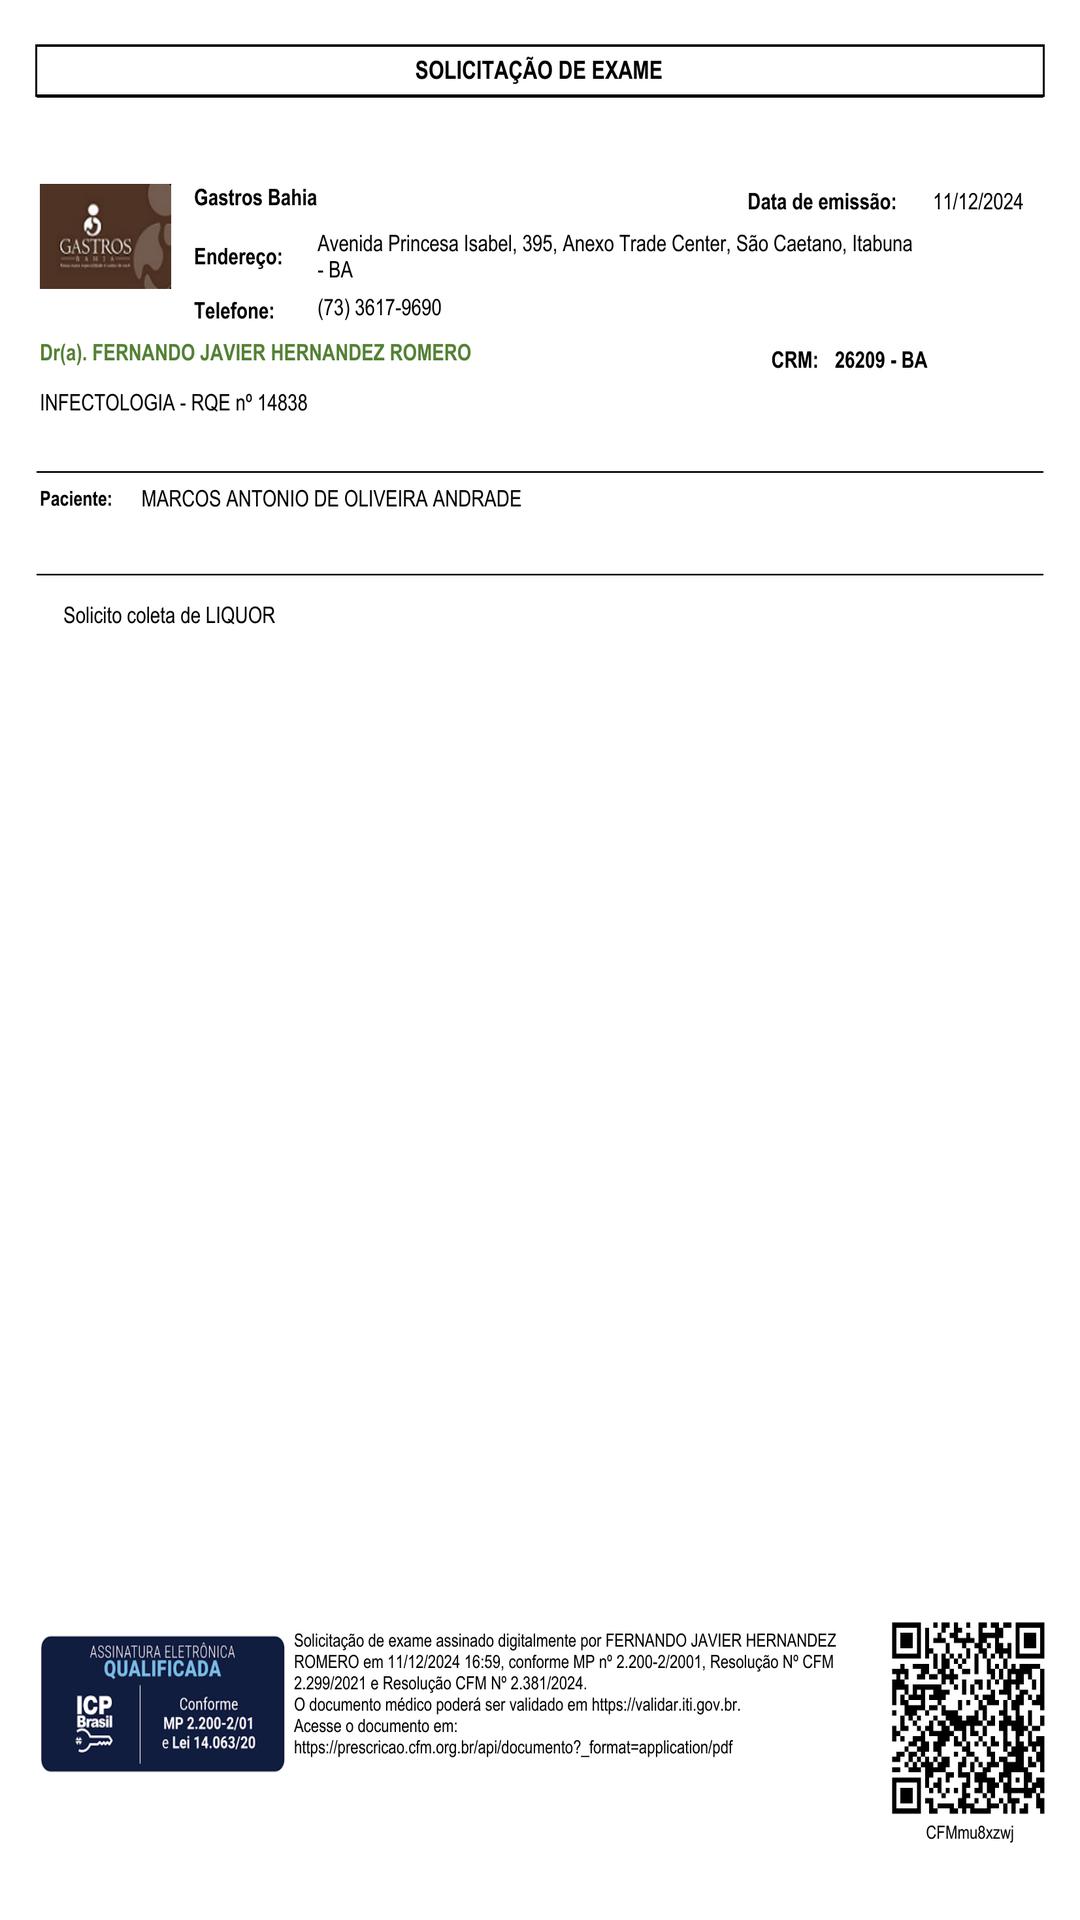 SOLICITAÇÃO DE EXAME
GASTROS
BAHIA
Gastros Bahia
Data de emissão: 11/12/2024
Endereço: Avenida Princesa Isabel, 395, Anexo Trade Center, São Caetano, Itabuna
- BA
Telefone: (73) 3617-9690
Dr(a). FERNANDO JAVIER HERNANDEZ ROMERO
CRM: 26209 - BA
INFECTOLOGIA - RQE nº 14838
Paciente: MARCOS ANTONIO DE OLIVEIRA ANDRADE
Solicito coleta de LIQUOR
ASSINATURA ELETRÔNICA
QUALIFICADA
ICP
Brasil
Conforme
MP 2.200-2/01
e Lei 14.063/20
Solicitação de exame assinado digitalmente por FERNANDO JAVIER HERNANDEZ
ROMERO em 11/12/2024 16:59, conforme MP nº 2.200-2/2001, Resolução Nº CFM
2.299/2021 e Resolução CFM Nº 2.381/2024.
O documento médico poderá ser validado em https://validar.iti.gov.br.
Acesse o documento em:
https://prescricao.cfm.org.br/api/documento?_format=application/pdf
CFMmu8xzwj